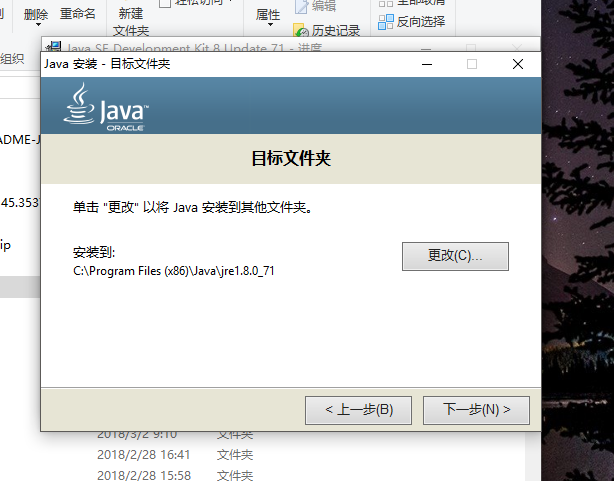 删除
重命名
新建
文件夹
轻松访问
属性
编辑
历史记录
全部取消
反向选择
组织
Java SE Development Kit 8 Update 71 - 进度
Java 安装 - 目标文件夹
Java™
ORACLE
目标文件夹
单击 "更改" 以将 Java 安装到其他文件夹。
安装到:
更改(C)...
C:\Program Files (x86)\Java\jre1.8.0_71
< 上一步(B)
下一步(N) >
ADME-J
45.353
ip
2018/3/2 9:10 文件夹
2018/2/28 16:41 文件夹
2018/2/28 15:58 文件夹